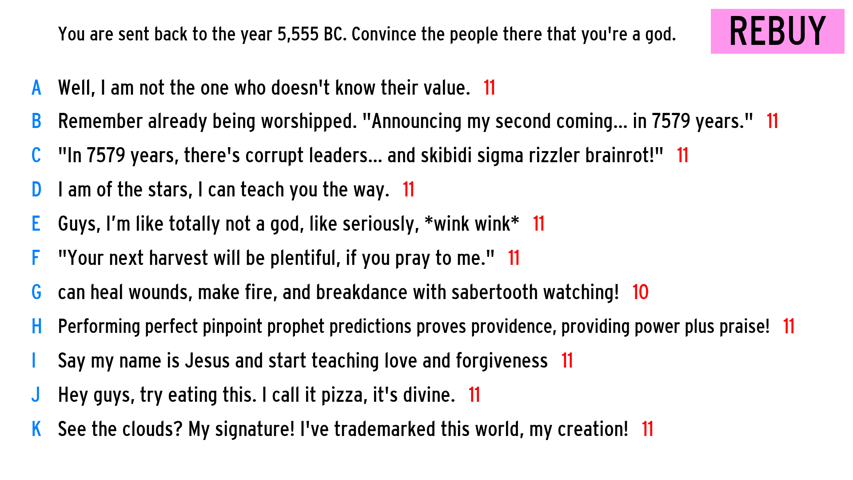 You are sent back to the year 5,555 BC. Convince the people there that you're a god.
REBUY
A Well, I am not the one who doesn't know their value. 11
B Remember already being worshipped. "Announcing my second coming... in 7579 years." 11
C "In 7579 years, there's corrupt leaders... and skibidi sigma rizzler brainrot!" 11
D I am of the stars, I can teach you the way. 11
E Guys, I'm like totally not a god, like seriously, *wink wink* 11
F "Your next harvest will be plentiful, if you pray to me." 11
G can heal wounds, make fire, and breakdance with sabertooth watching! 10
H Performing perfect pinpoint prophet predictions proves providence, providing power plus praise! 11
I Say my name is Jesus and start teaching love and forgiveness 11
J Hey guys, try eating this. I call it pizza, it's divine. 11
K See the clouds? My signature! I've trademarked this world, my creation! 11